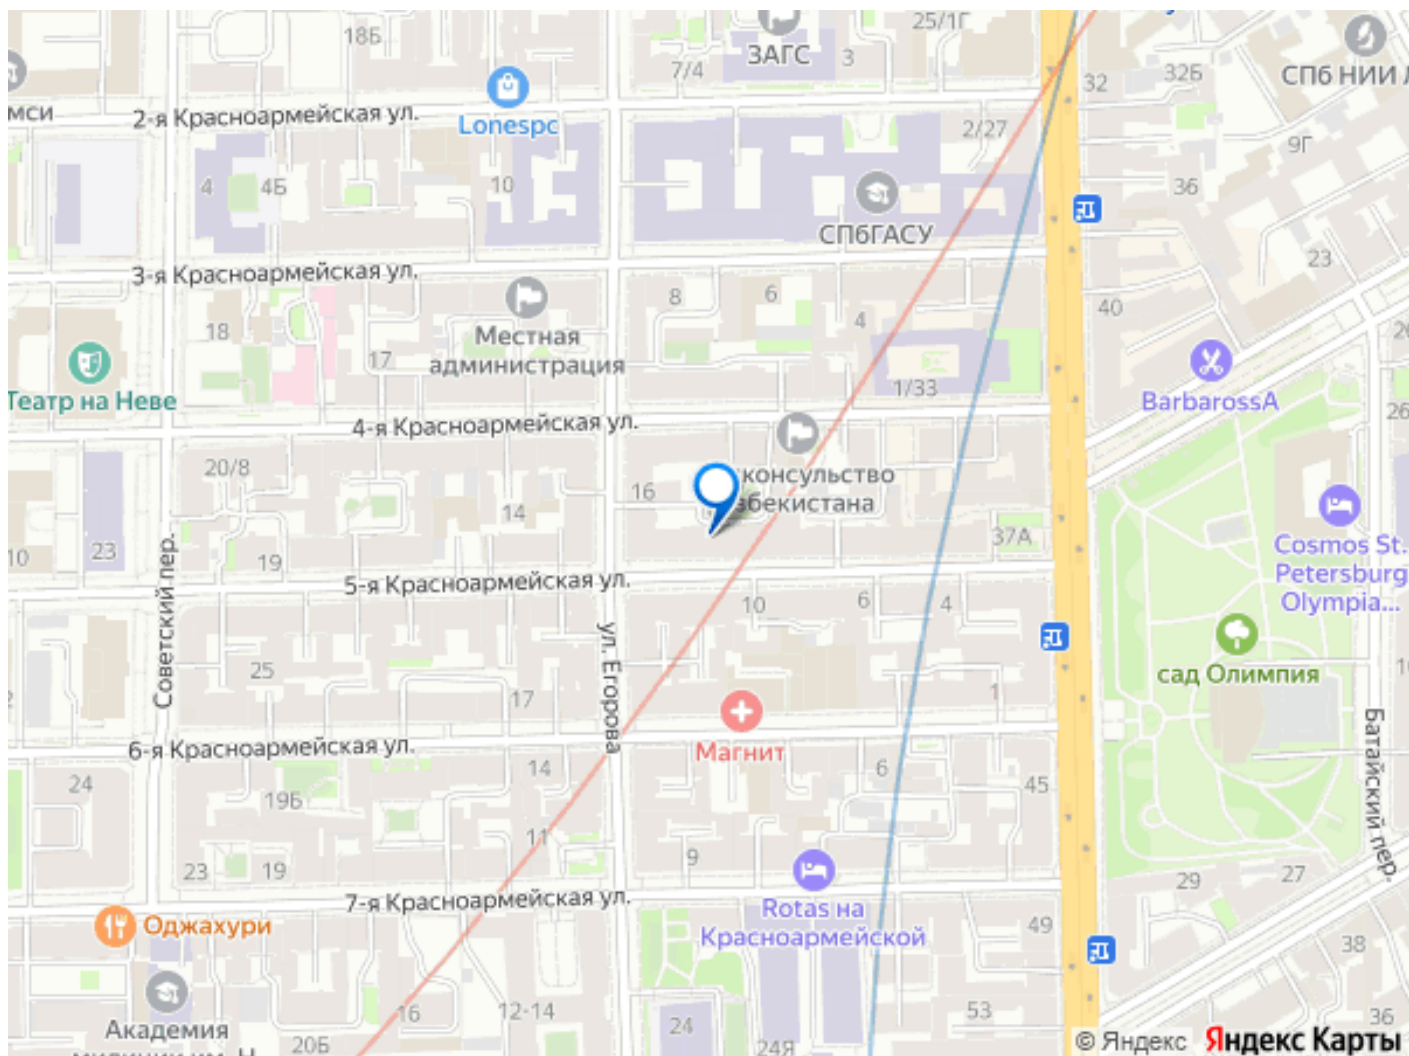 18Б
25/1Г
ЗАГС
3
7/4
32
32Б
СПб НИИ
мси
2-я Красноармейская ул.
Lonespc
2/27
9Г
4
4Б
10
36
СПбГАСУ
3-я Красноармейская ул.
23
8
6
4
40
18
Местная
администрация
17
26
Театр на Неве
1/33
BarbarossA
26
4-я Красноармейская ул.
20/8
16
консульство
збекистана
14
37А
10
23
19
Cosmos St.
Petersburg
Olympia...
Советский пер.
5-я Красноармейская ул.
10
6
4
ул. Егорова
25
17
1
сад Олимпия
6-я Красноармейская ул.
Магнит
Батайский пер.
24
14
6
45
19Б
11
23
19
9
29
27
7-я Красноармейская ул.
Rotas на
Красноармейской
Оджахури
49
38
16
12-14
53
36
Академия
20Б
24
24Я
© Яндекс Яндекс Карты